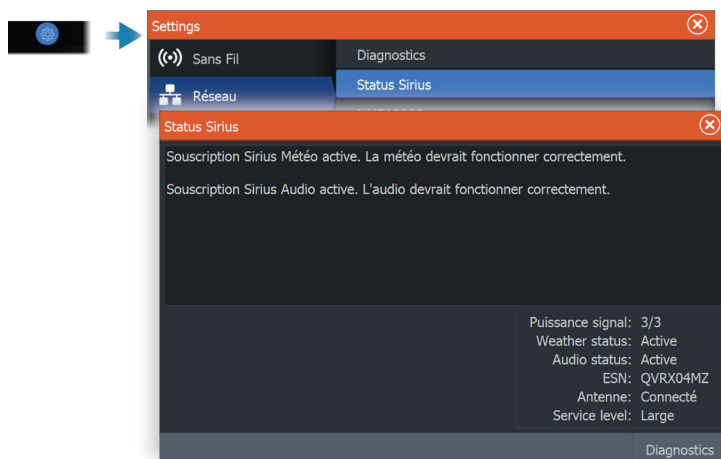 Settings
Sans Fil
Diagnostics
Réseau
Status Sirius
Status Sirius
Souscription Sirius Météo active. La météo devrait fonctionner correctement.
Souscription Sirius Audio active. L'audio devrait fonctionner correctement.
Puissance signal: 3/3
Weather status: Active
Audio status: Active
ESN: QVRX04MZ
Antenne: Connecté
Service level: Large
Diagnostics